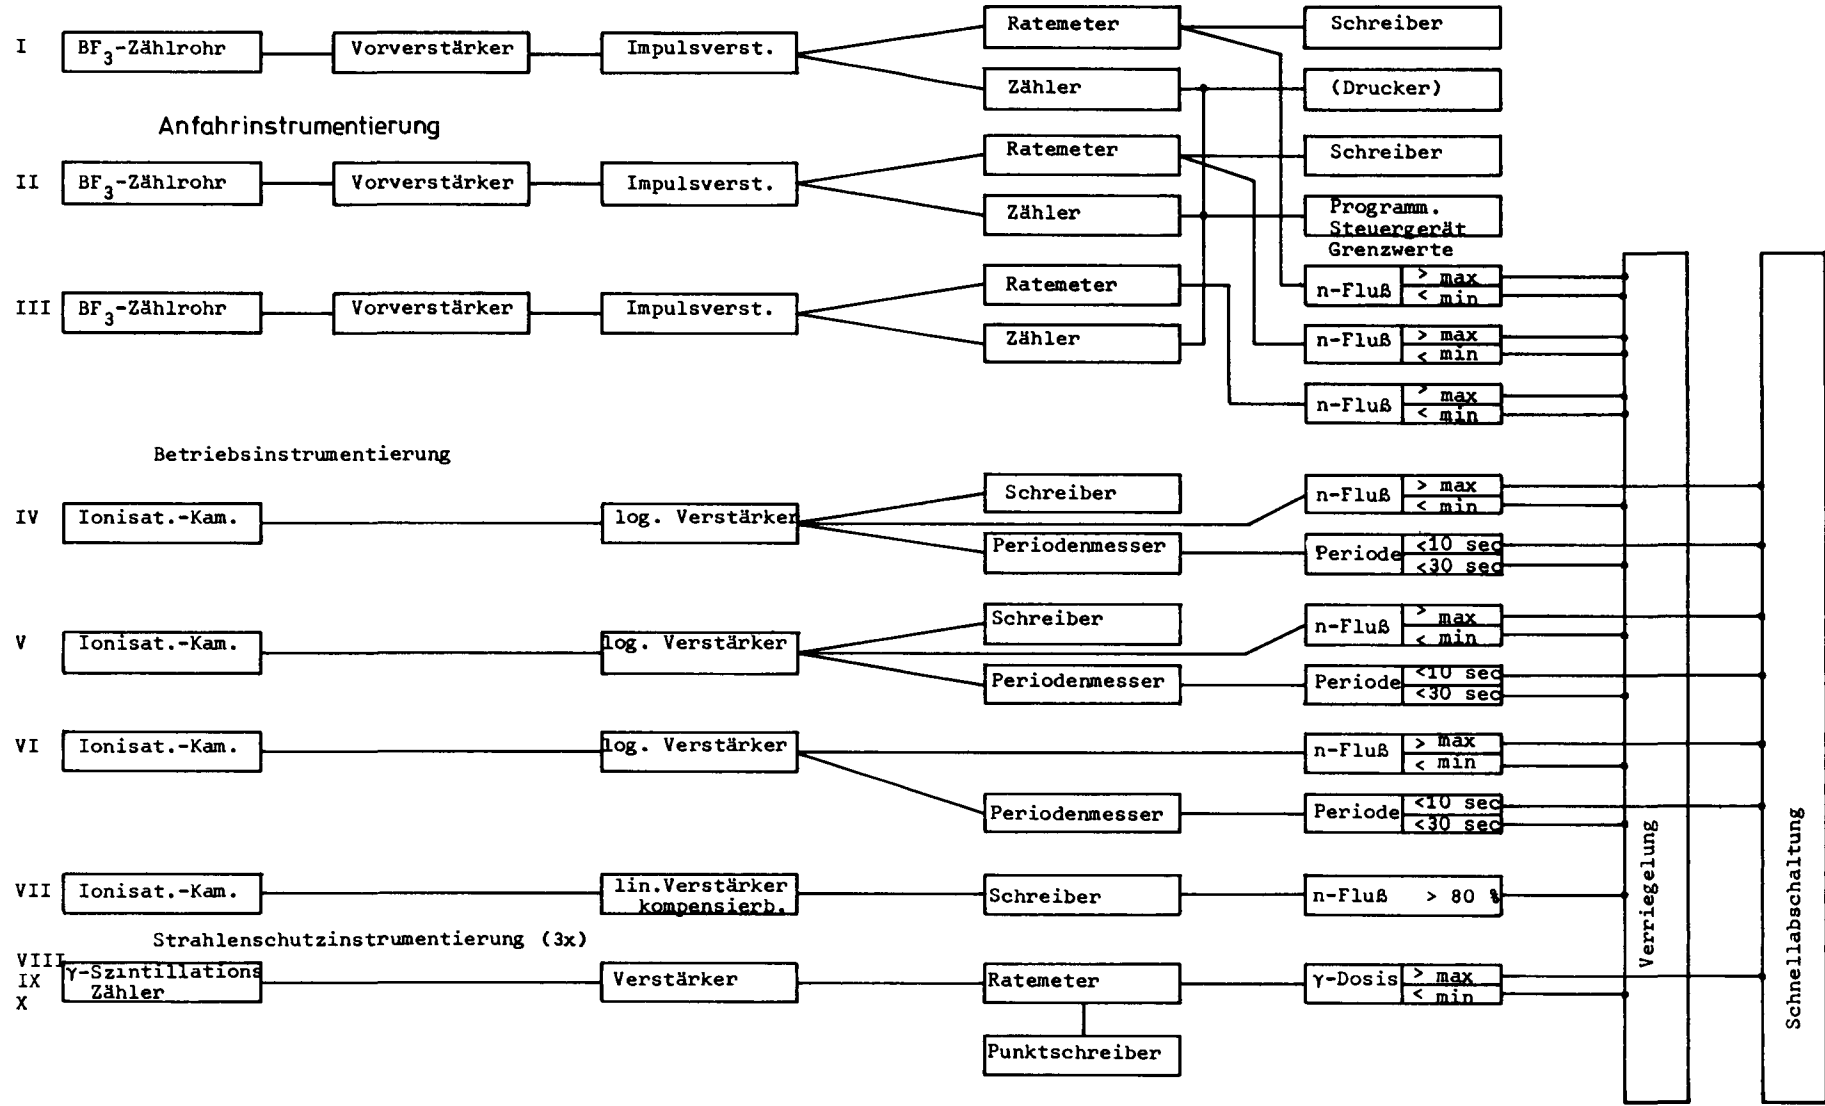 I
BF3-Zählrohr
Vorverstärker
Impulsverst.
Ratemeter
Schreiber
Zähler
(Drucker)
Anfahrinstrumentierung
II
BF3-Zählrohr
Vorverstärker
Impulsverst.
Ratemeter
Schreiber
Zähler
Programm.
Steuergerät
Grenzwerte
III
BF3-Zählrohr
Vorverstärker
Impulsverst.
Ratemeter
Zähler
n-Fluß
> max
< min
n-Fluß
> max
< min
n-Fluß
> max
< min
Betriebsinstrumentierung
IV
Ionisat.-Kam.
log. Verstärker
Schreiber
Periodenmesser
n-Fluß
> max
< min
Periode
<10 sec
<30 sec
V
Ionisat.-Kam.
log. Verstärker
Schreiber
Periodenmesser
n-Fluß
> max
< min
Periode
<10 sec
<30 sec
VI
Ionisat.-Kam.
log. Verstärker
Periodenmesser
n-Fluß
> max
< min
Periode
<10 sec
<30 sec
VII
Ionisat.-Kam.
lin.Verstärker
kompensierb.
Schreiber
n-Fluß > 80 %
Strahlenschutzinstrumentierung (3x)
VIII
IX
X
γ-Szintillations
Zähler
Verstärker
Ratemeter
Punktschreiber
γ-Dosis
> max
< min
Verriegelung
Schnellabschaltung